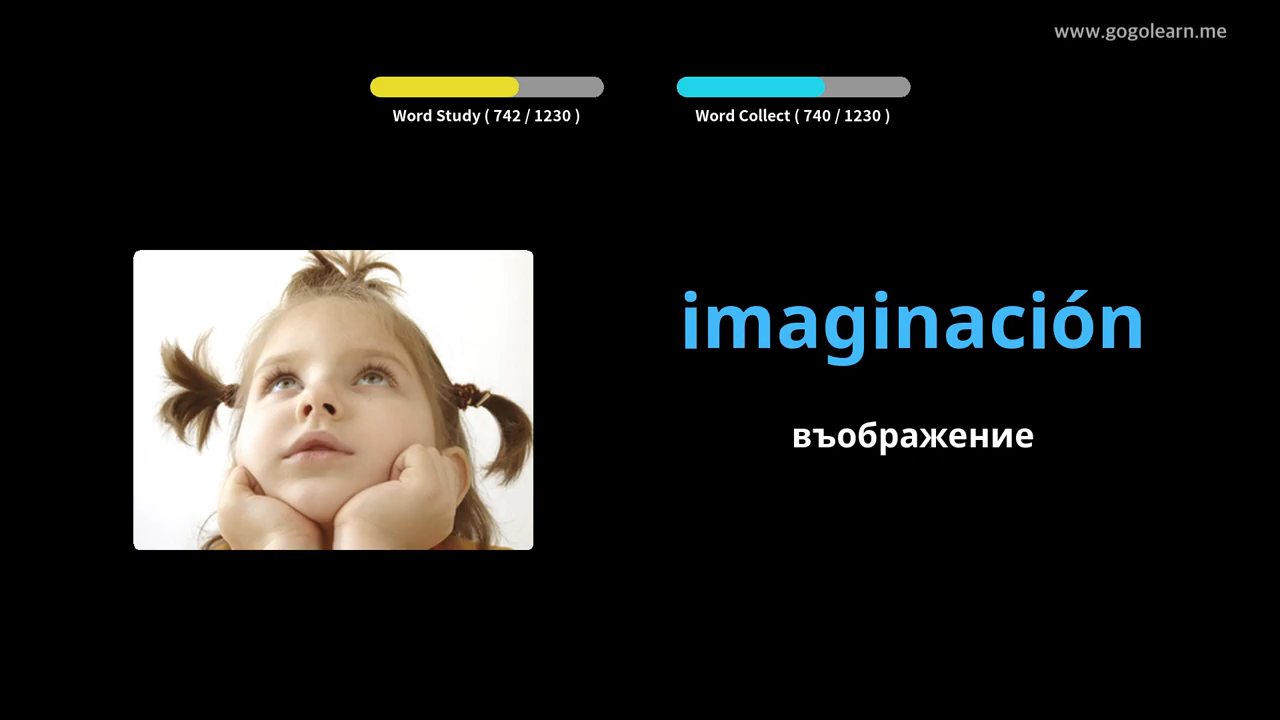 www.gogolearn.me
Word Study ( 742 / 1230 )
Word Collect ( 740 / 1230 )
imaginación
въображение